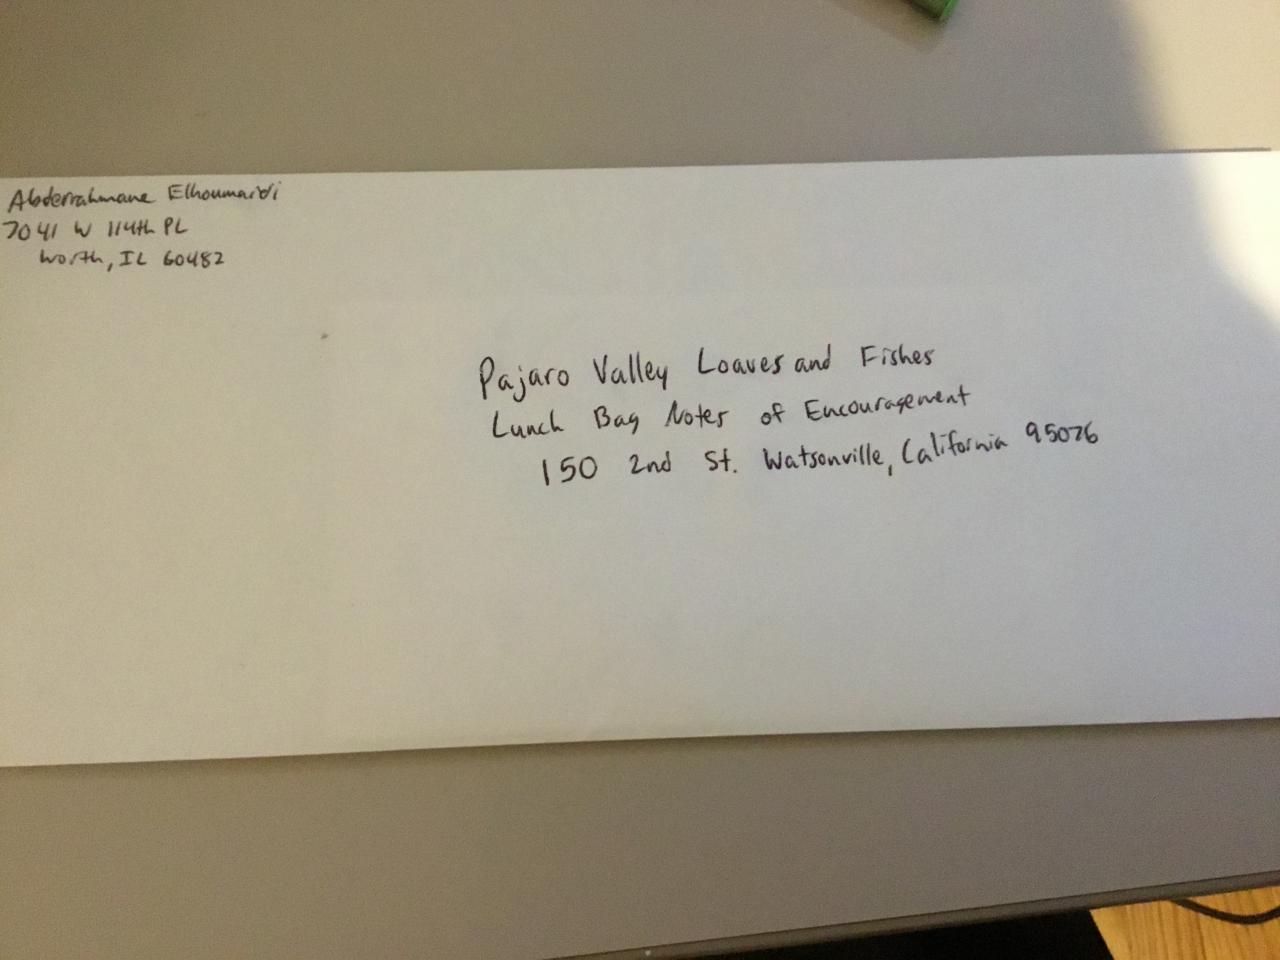 Abderrahmane Elhoumaidi
7041 W 114th PL
Worth, IL 60482
Pajaro Valley Loaves and Fishes
Lunch Bag Notes of Encouragement
150 2nd St. Watsonville, California 95076